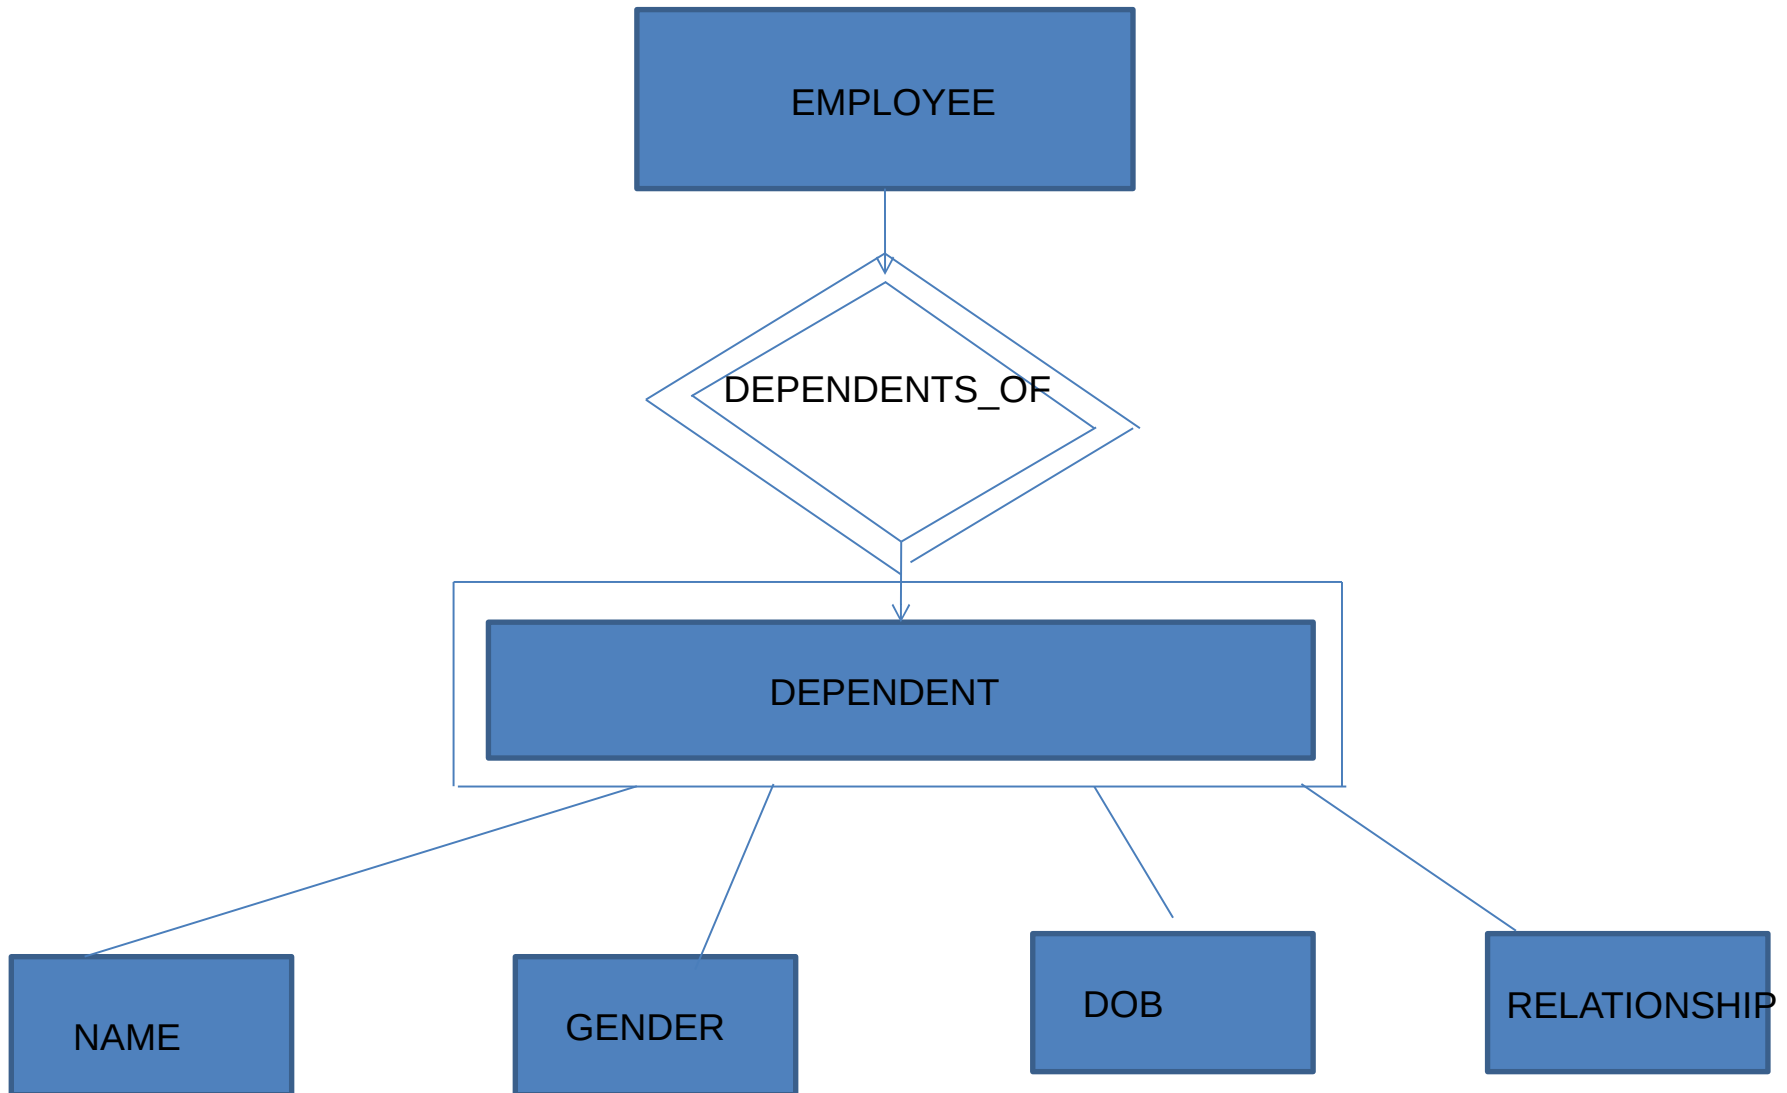 EMPLOYEE
DEPENDENTS_OF
DEPENDENT
NAME
GENDER
DOB
RELATIONSHIP